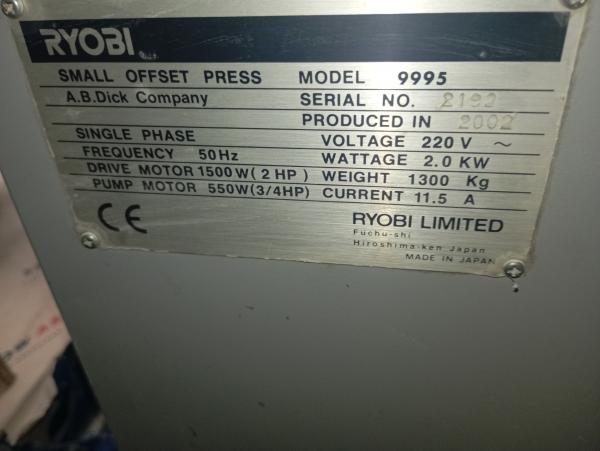 RYOBI
SMALL OFFSET PRESS MODEL 9995
A.B.Dick Company SERIAL NO.
PRODUCED IN 2002
SINGLE PHASE VOLTAGE 220 V ~
FREQUENCY 50Hz WATTAGE 2.0 KW
DRIVE MOTOR 1500W(2HP) WEIGHT 1300 Kg
PUMP MOTOR 550W(3/4HP) CURRENT 11.5 A
CE RYOBI LIMITED
Fuchu-shi
Hiroshima-ken Japan
MADE IN JAPAN